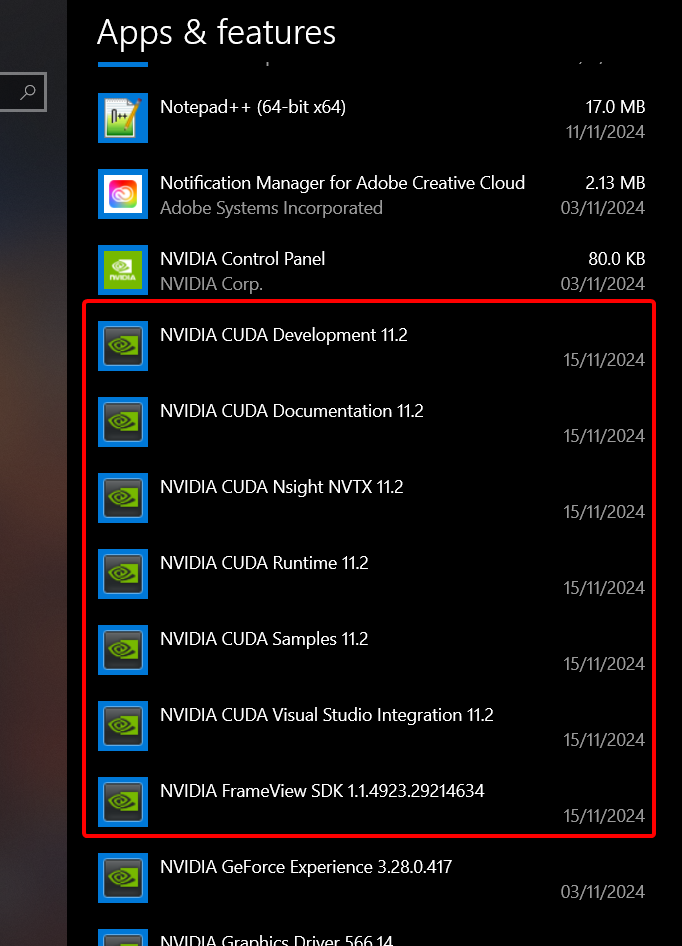 Apps & features
Notepad++ (64-bit x64)
17.0 MB
11/11/2024
Notification Manager for Adobe Creative Cloud
2.13 MB
Adobe Systems Incorporated
03/11/2024
NVIDIA Control Panel
80.0 KB
NVIDIA Corp.
03/11/2024
NVIDIA CUDA Development 11.2
15/11/2024
NVIDIA CUDA Documentation 11.2
15/11/2024
NVIDIA CUDA Nsight NVTX 11.2
15/11/2024
NVIDIA CUDA Runtime 11.2
15/11/2024
NVIDIA CUDA Samples 11.2
15/11/2024
NVIDIA CUDA Visual Studio Integration 11.2
15/11/2024
NVIDIA FrameView SDK 1.1.4923.29214634
15/11/2024
NVIDIA GeForce Experience 3.28.0.417
03/11/2024
NVIDIA Graphics Driver 566.14